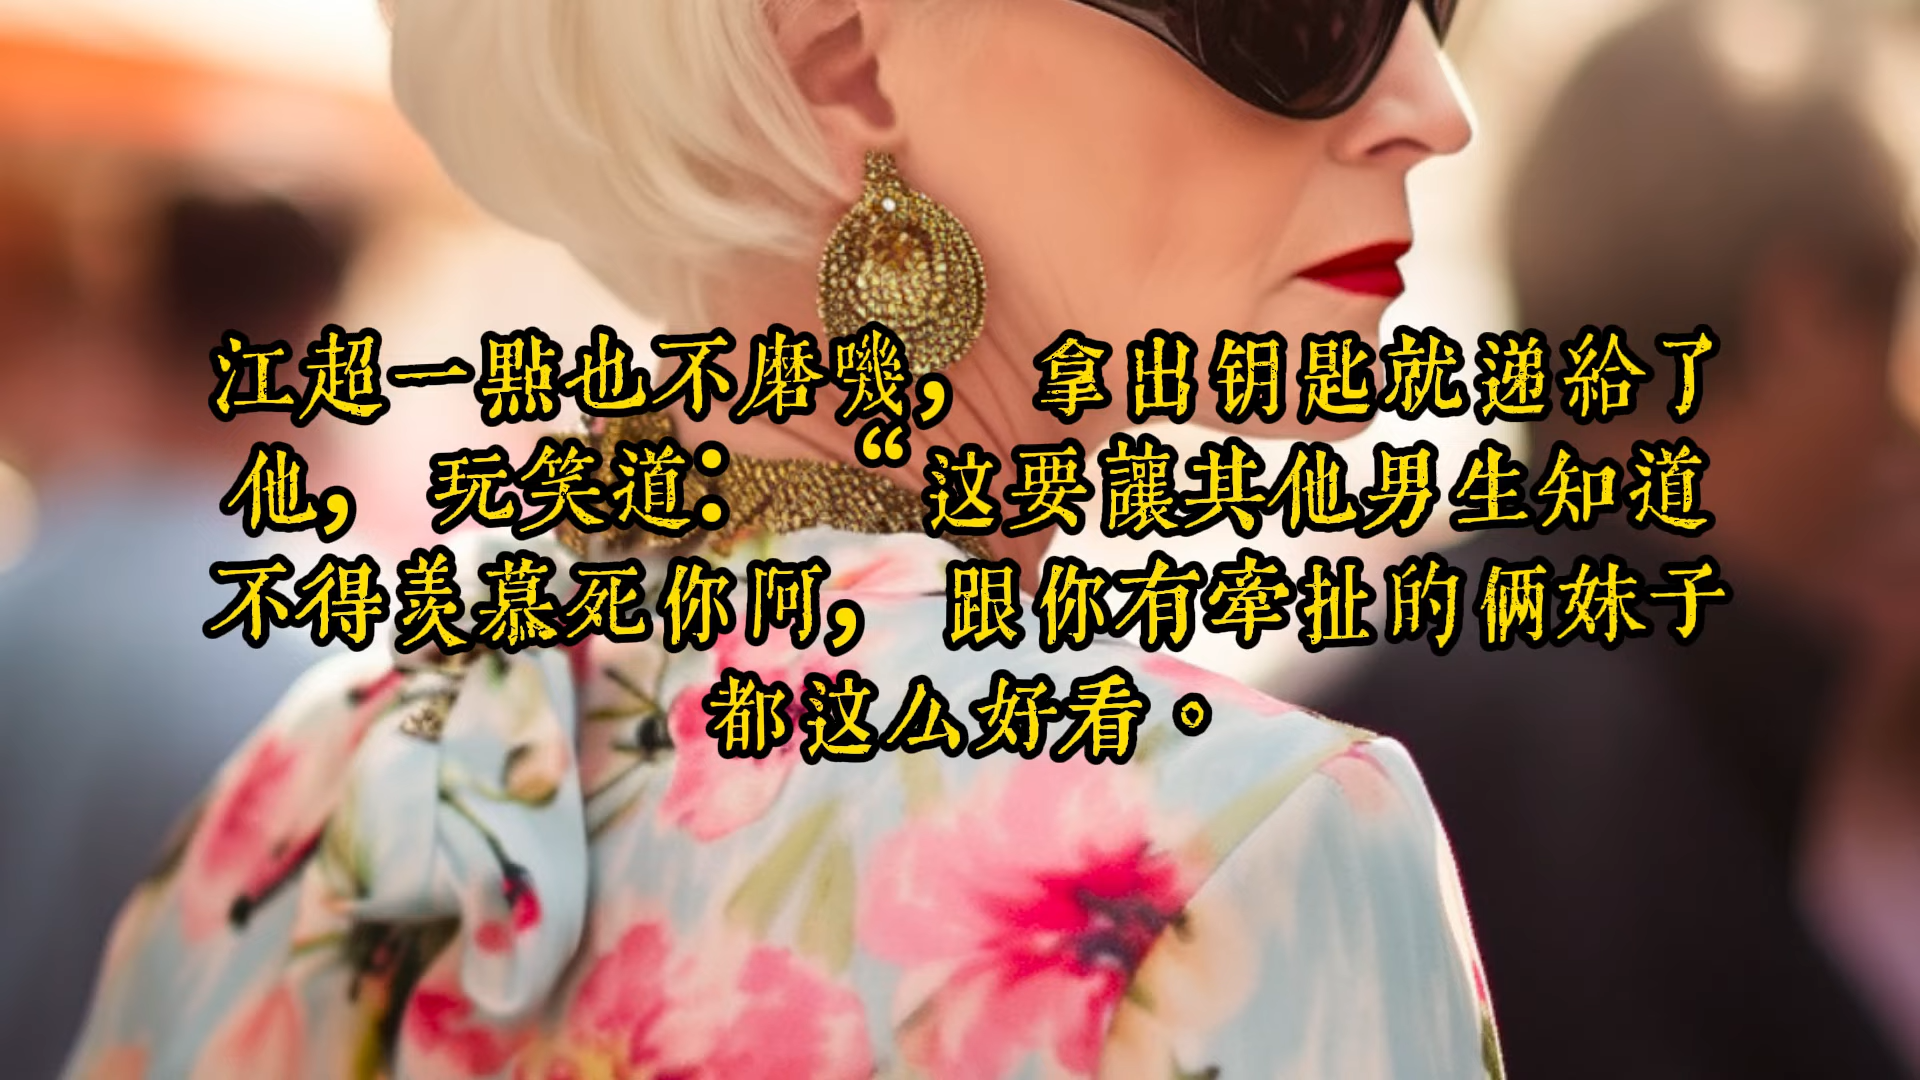 江超一點也不磨嘰，拿出钥匙就递給了
他，玩笑道：“这要讓其他男生知道
不得羡慕死你阿，跟你有牵扯的俩妹子
都这么好看。